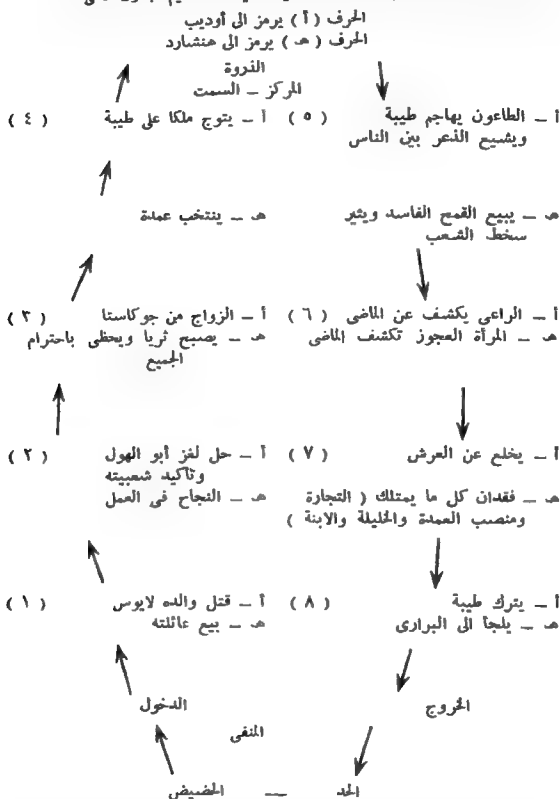 الحرف ( أ ) يرمز الى أوديب
الحرف ( هـ ) يرمز الى هنشارد
الذروة
المركز – السمت
أ – الطاعون يهاجم طيبة ( ٥ )
ويشيع الذعر بين الناس
أ – يتوج ملكا على طيبة ( ٤ )
هـ – يبيع القمح الفاسد ويثير
سخط الشعب
هـ – ينتخب عمدة
أ – الراعى يكشف عن الماضى ( ٦ )
هـ – المرأة العجوز تكشف الماضى
أ – الزواج من جوكاستا ( ٣ )
هـ – يصبح ثريا ويحظى باحترام
الجميع
أ – يخلع عن العرش ( ٧ )
هـ – فقدان كل ما يمتلك ( التجارة
ومنصب العمدة والخليلة والابنة )
أ – حل لغز أبو الهول ( ٢ )
وتأكيد شعبيته
هـ – النجاح فى العمل
أ – يترك طيبة ( ٨ )
هـ – يلجأ الى البرارى
أ – قتل والده لايوس ( ١ )
هـ – بيع عائلته
الخروج
الدخول
المنفى
الحد — الحضيض